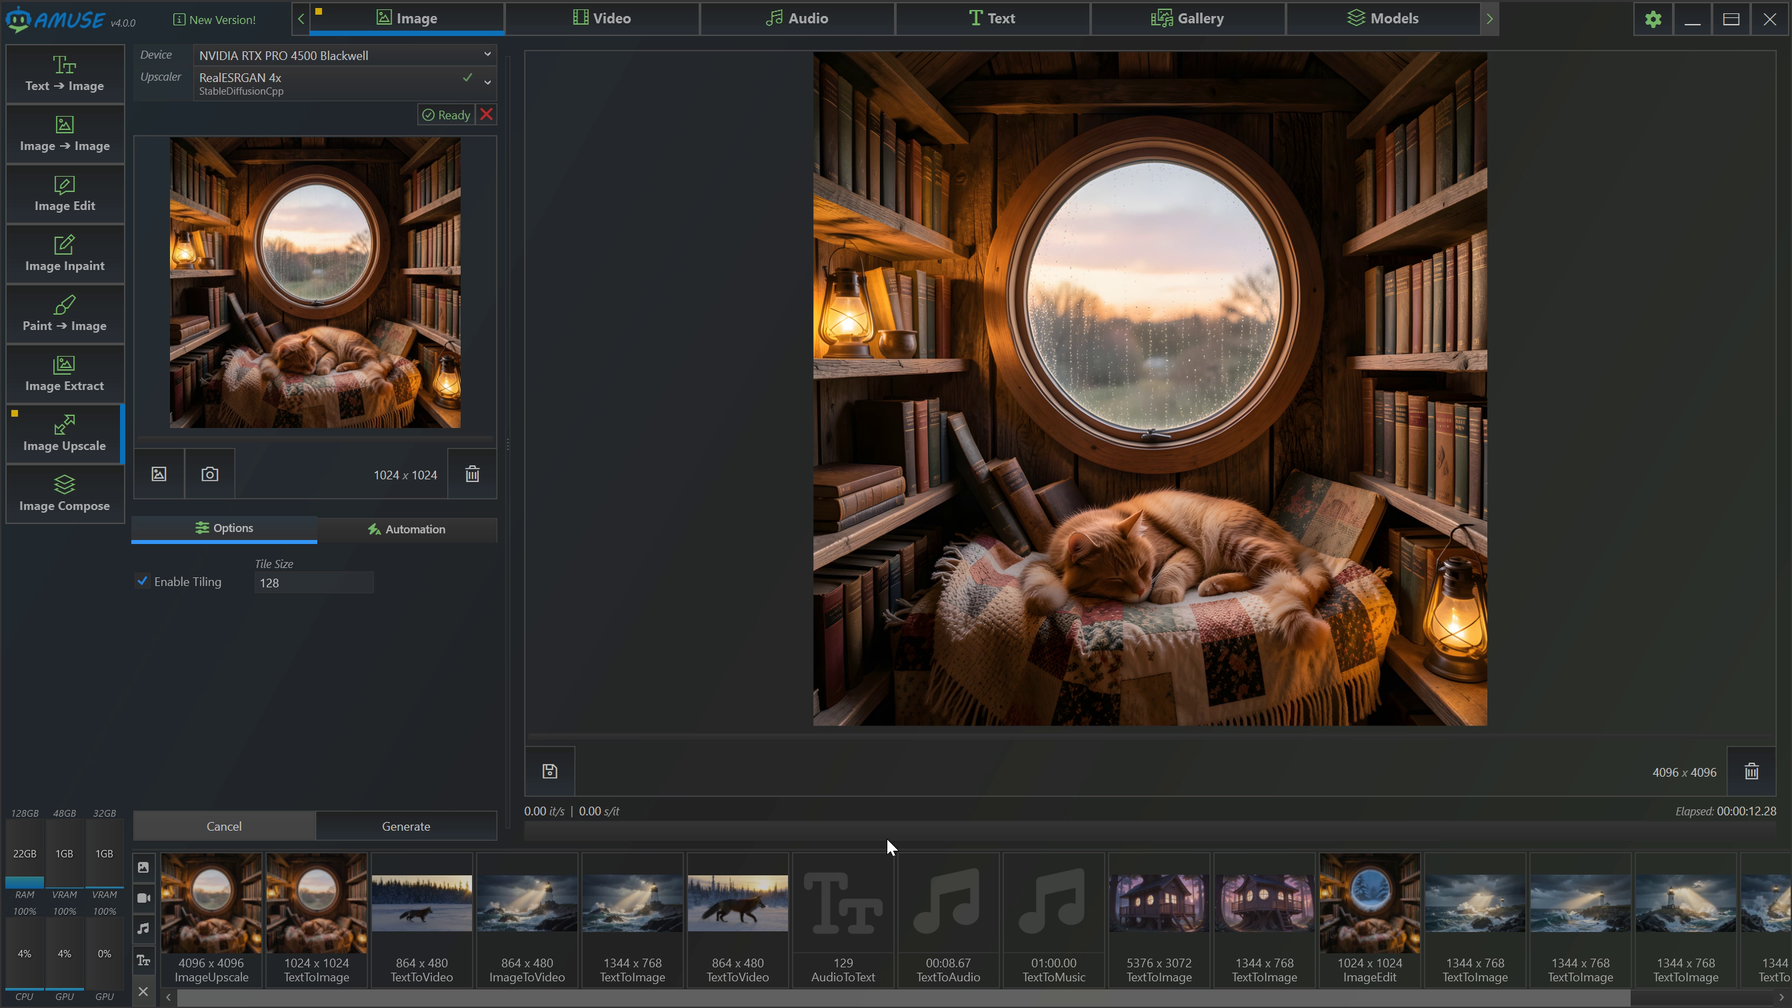 AMUSE v4.0.0
New Version!
Image
Video
Audio
Text
Gallery
Models
Text → Image
Image → Image
Image Edit
Image Inpaint
Paint → Image
Image Extract
Image Upscale
Image Compose
Device
NVIDIA RTX PRO 4500 Blackwell
Upscaler
RealESRGAN 4x
StableDiffusionCpp
Ready
1024 x 1024
Options
Automation
Tile Size
Enable Tiling
128
Cancel
Generate
4096 x 4096
0.00 it/s | 0.00 s/it
Elapsed: 00:00:12.28
128GB 48GB 32GB
22GB 1GB 1GB
RAM VRAM VRAM
100% 100% 100%
4% 4% 0%
CPU GPU GPU
4096 x 4096
ImageUpscale
1024 x 1024
TextToImage
864 x 480
TextToVideo
864 x 480
ImageToVideo
1344 x 768
TextToImage
864 x 480
TextToVideo
129
AudioToText
00:08.67
TextToAudio
01:00.00
TextToMusic
5376 x 3072
TextToImage
1344 x 768
TextToImage
1024 x 1024
ImageEdit
1344 x 768
TextToImage
1344 x 768
TextToImage
1344 x 768
TextToImage
1344
TextTo